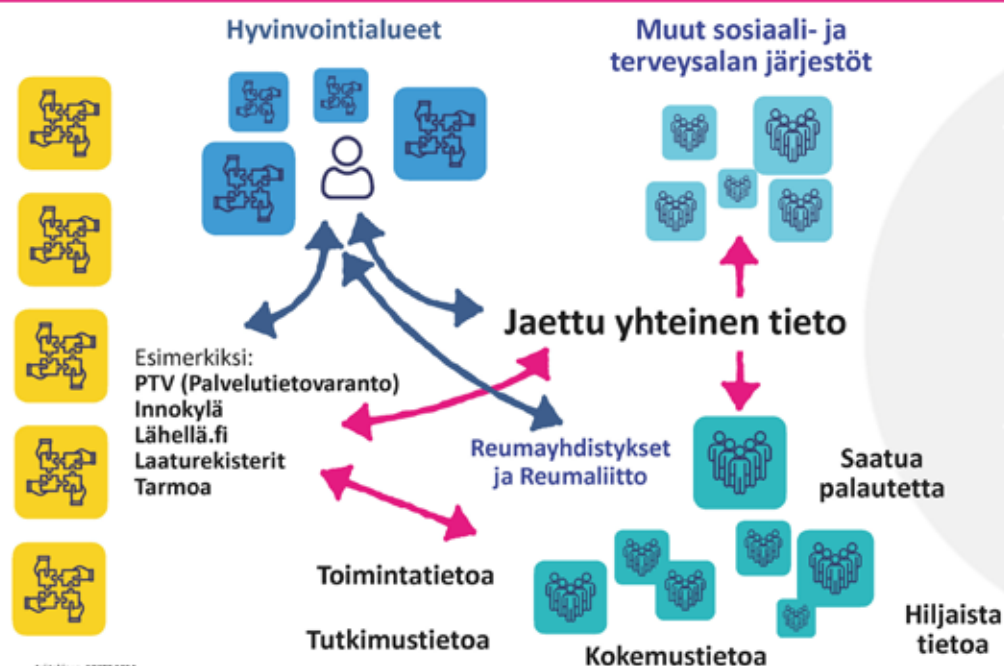 Hyvinvointialueet
Muut sosiaali- ja
terveysalan järjestöt
Jaettu yhteinen tieto
Esimerkiksi:
PTV (Palvelutietovaranto)
Innokylä
Lähellä.fi
Laaturekisterit
Tarmoa
Reumayhdistykset
ja Reumaliitto
Saatua
palautetta
Toimintatietoa
Tutkimustietoa
Kokemustietoa
Hiljaista
tietoa